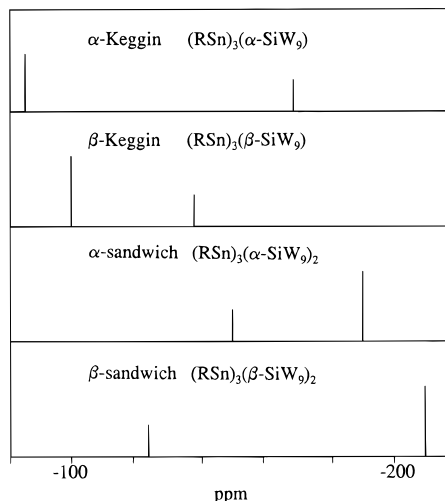 α-Keggin (RSn)₃(α-SiW₉)
β-Keggin (RSn)₃(β-SiW₉)
α-sandwich (RSn)₃(α-SiW₉)₂
β-sandwich (RSn)₃(β-SiW₉)₂
-100 -200
ppm